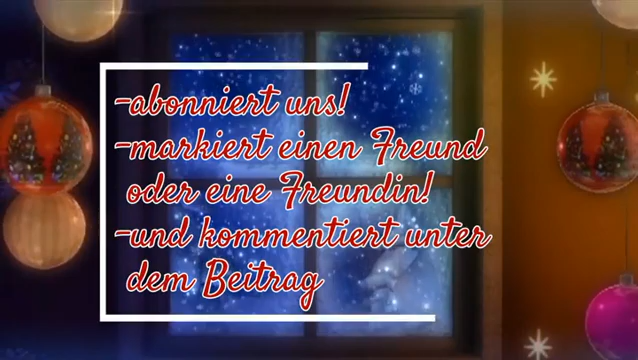 -abonniert uns!
-markiert einen Freund
oder eine Freundin!
-und kommentiert unter
dem Beitrag